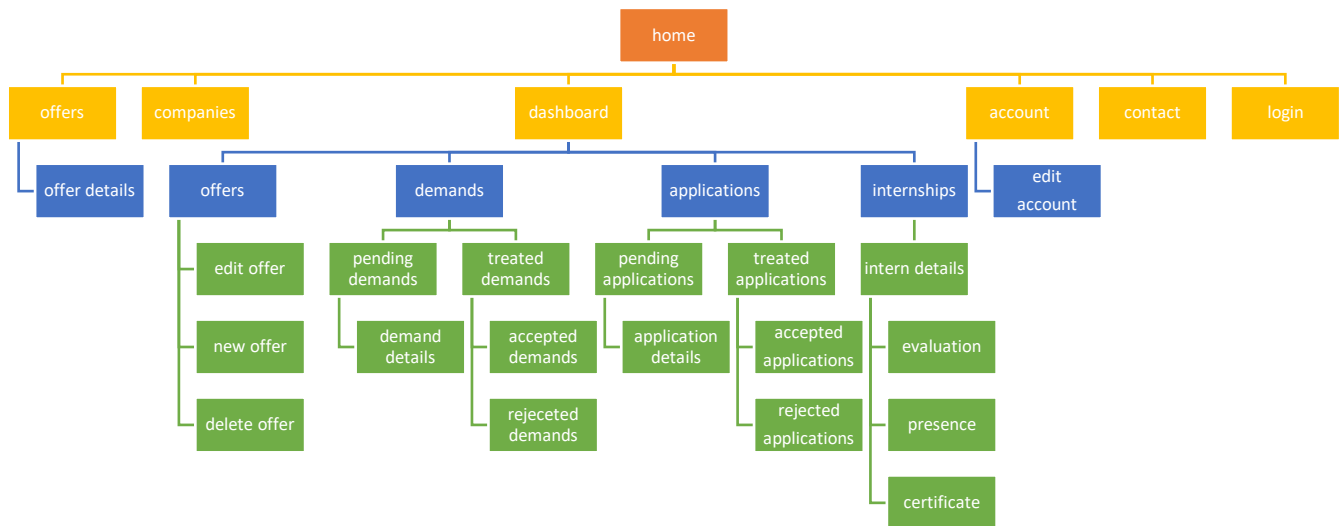 home
offers
companies
dashboard
account
contact
login
offer details
offers
demands
applications
internships
edit
account
edit offer
pending
demands
treated
demands
pending
applications
treated
applications
intern details
new offer
demand
details
accepted
demands
application
details
accepted
applications
evaluation
delete offer
rejeceted
demands
rejected
applications
presence
certificate